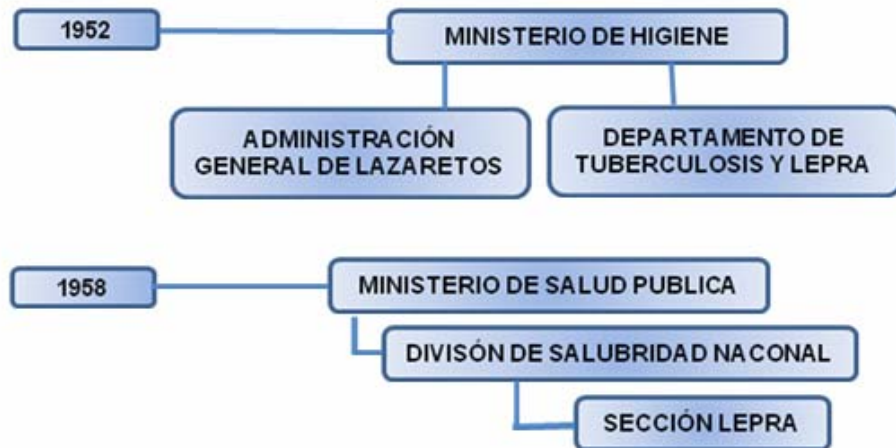 1952
MINISTERIO DE HIGIENE
ADMINISTRACIÓN
GENERAL DE LAZARETOS
DEPARTAMENTO DE
TUBERCULOSIS Y LEPRA
1958
MINISTERIO DE SALUD PUBLICA
DIVISÓN DE SALUBRIDAD NACONAL
SECCIÓN LEPRA